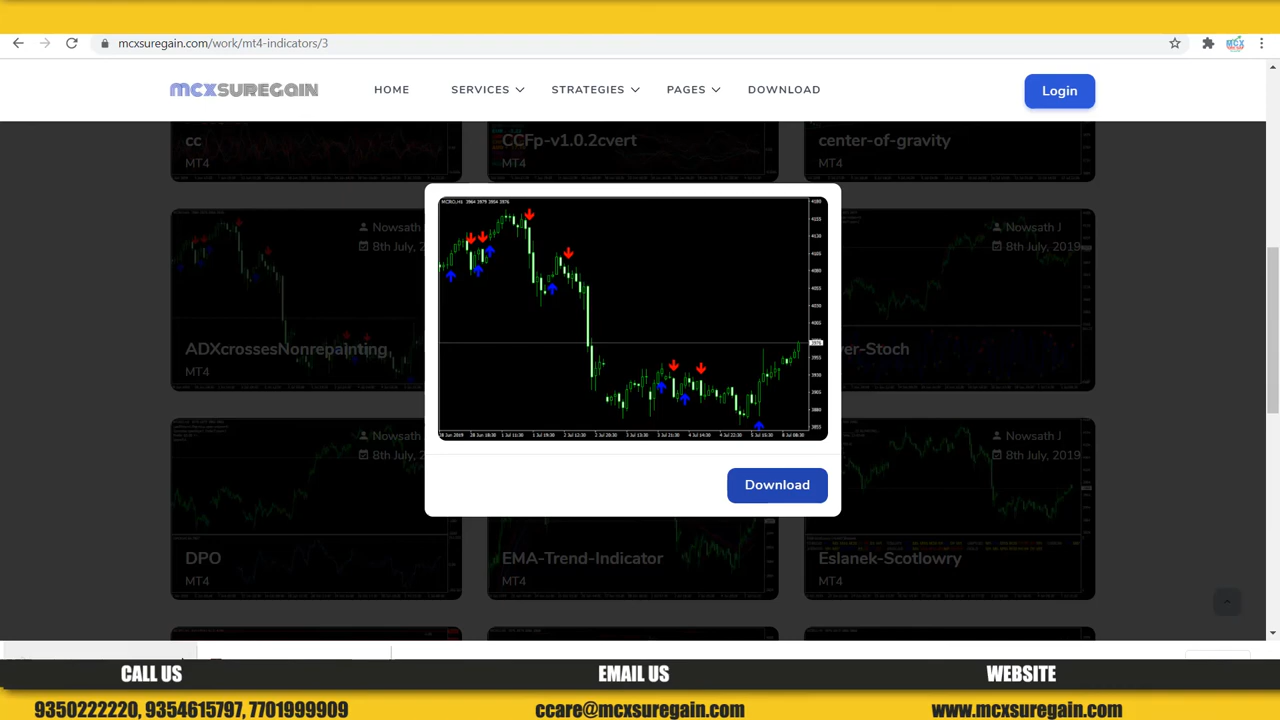 mcxsuregain.com/work/mt4-indicators/3
MCX
MCXSUREGAIN
HOME
SERVICES
STRATEGIES
PAGES
DOWNLOAD
Login
cc
MT4
CCFp-v1.0.2cvert
MT4
center-of-gravity
MT4
Nowsath J
8th July,
ADXcrossesNonrepainting
MT4
Nowsath J
8th July, 2019
er-Stoch
Download
Nowsath J
8th July,
DPO
MT4
EMA-Trend-Indicator
MT4
Nowsath J
8th July, 2019
Eslanek-Scotlowry
MT4
CALL US
EMAIL US
WEBSITE
9350222220, 9354615797, 7701999909
ccare@mcxsuregain.com
www.mcxsuregain.com